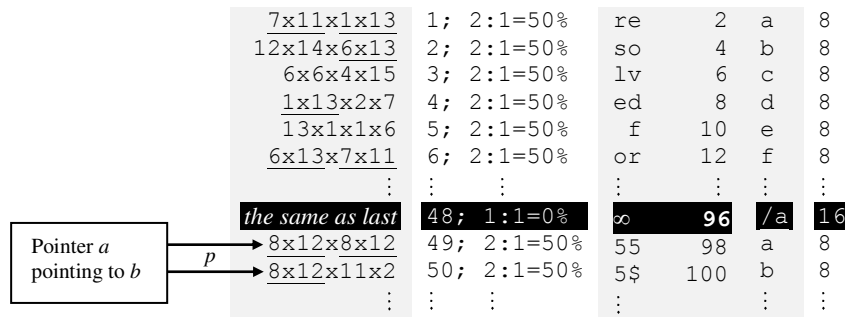 7x11x1x13 1; 2:1=50% re 2 a 8
12x14x6x13 2; 2:1=50% so 4 b 8
6x6x4x15 3; 2:1=50% lv 6 c 8
1x13x2x7 4; 2:1=50% ed 8 d 8
13x1x1x6 5; 2:1=50% f 10 e 8
6x13x7x11 6; 2:1=50% or 12 f 8
⋮ ⋮ ⋮ ⋮ ⋮ ⋮ ⋮
the same as last 48; 1:1=0% ∞ 96 /a 16
Pointer a
pointing to b
p
8x12x8x12 49; 2:1=50% 55 98 a 8
8x12x11x2 50; 2:1=50% 5$ 100 b 8
⋮ ⋮ ⋮ ⋮ ⋮ ⋮